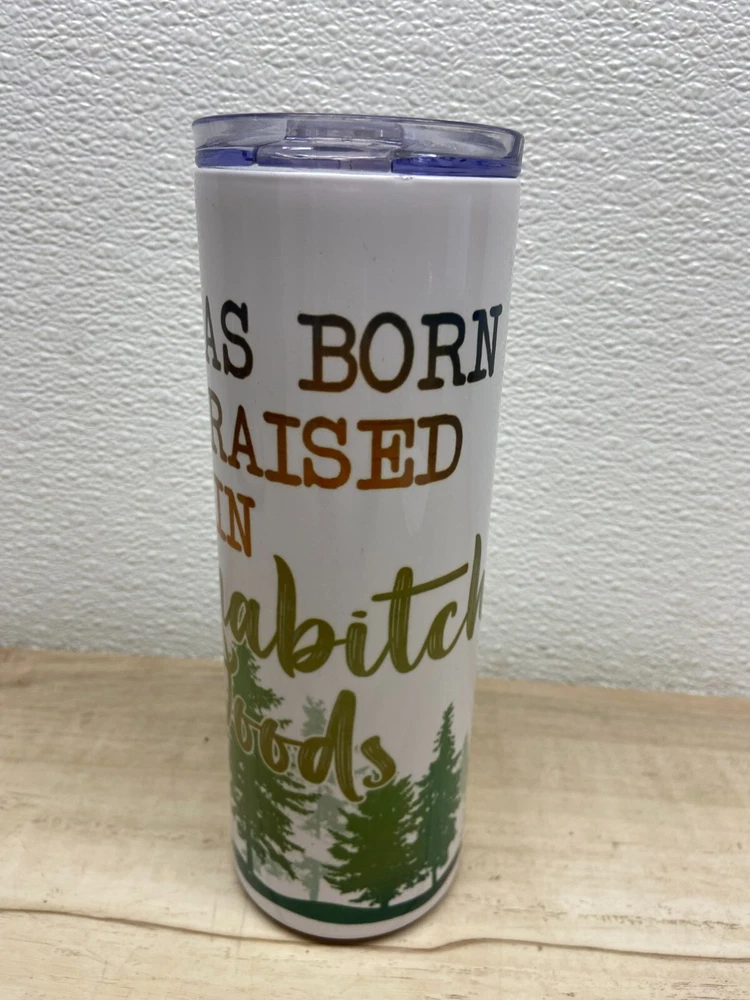 AS BORN
RAISED
IN
abitch
oods